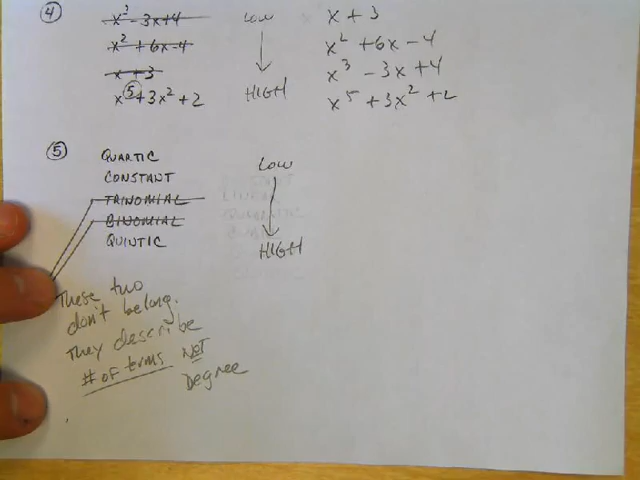 4
x³ - 3x + 4
x² + 6x - 4
x + 3
x⁵ + 3x² + 2
LOW
HIGH
x + 3
x² + 6x - 4
x³ - 3x + 4
x⁵ + 3x² + 2
5
QUARTIC
CONSTANT
TRINOMIAL
BINOMIAL
QUINTIC
LOW
HIGH
These two
don't belong.
They describe
# of terms NOT
Degree